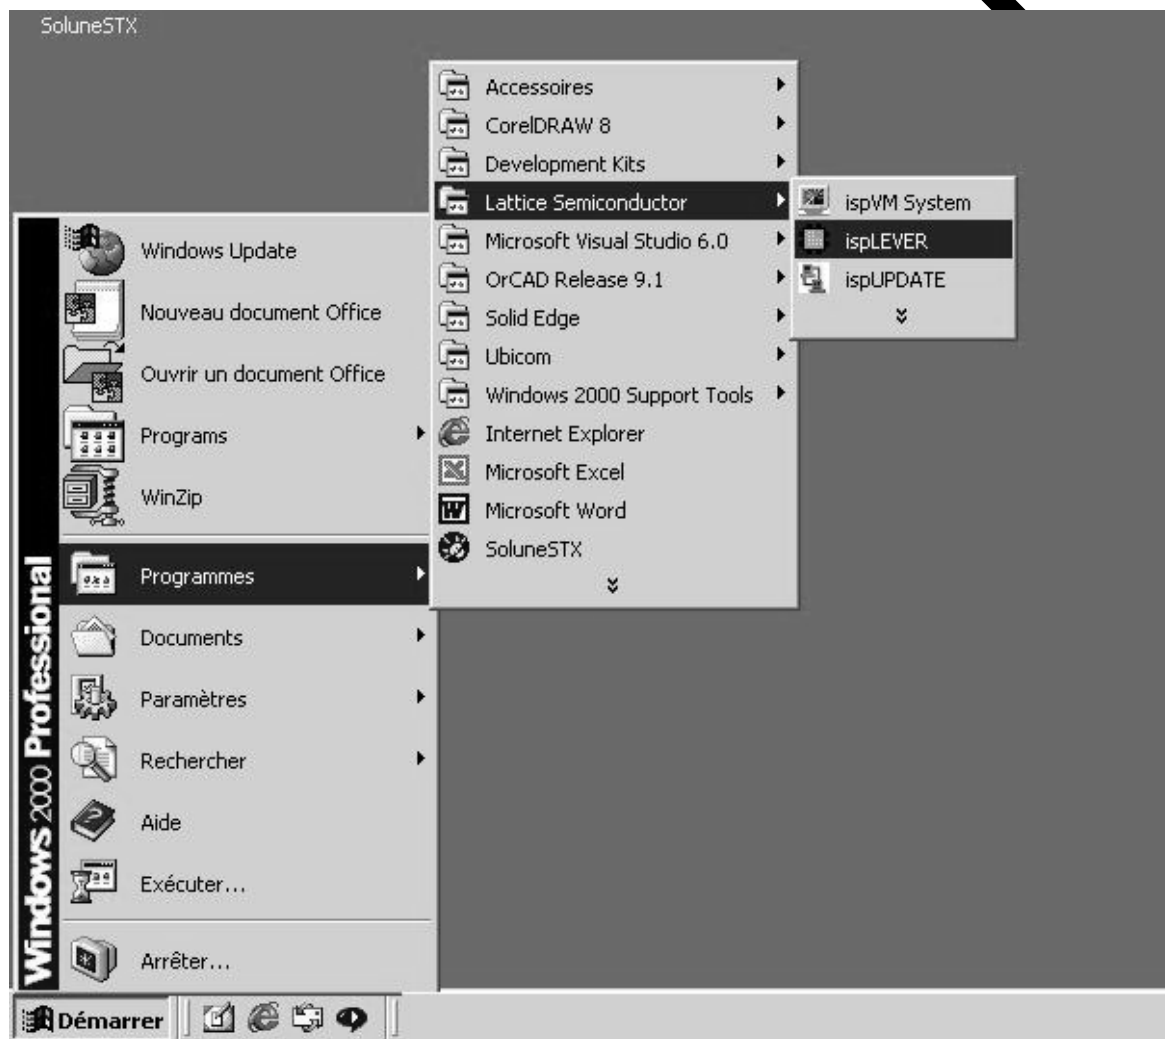 SoluneSTX
Accessoires
CorelDRAW 8
Development Kits
Lattice Semiconductor
Microsoft Visual Studio 6.0
OrCAD Release 9.1
Solid Edge
Ubicom
Windows 2000 Support Tools
Internet Explorer
Microsoft Excel
Microsoft Word
SoluneSTX
ispVM System
ispLEVER
ispUPDATE
Windows Update
Nouveau document Office
Ouvrir un document Office
Programs
WinZip
Programmes
Documents
Paramètres
Rechercher
Aide
Exécuter...
Arrêter...
Windows 2000 Professional
Démarrer